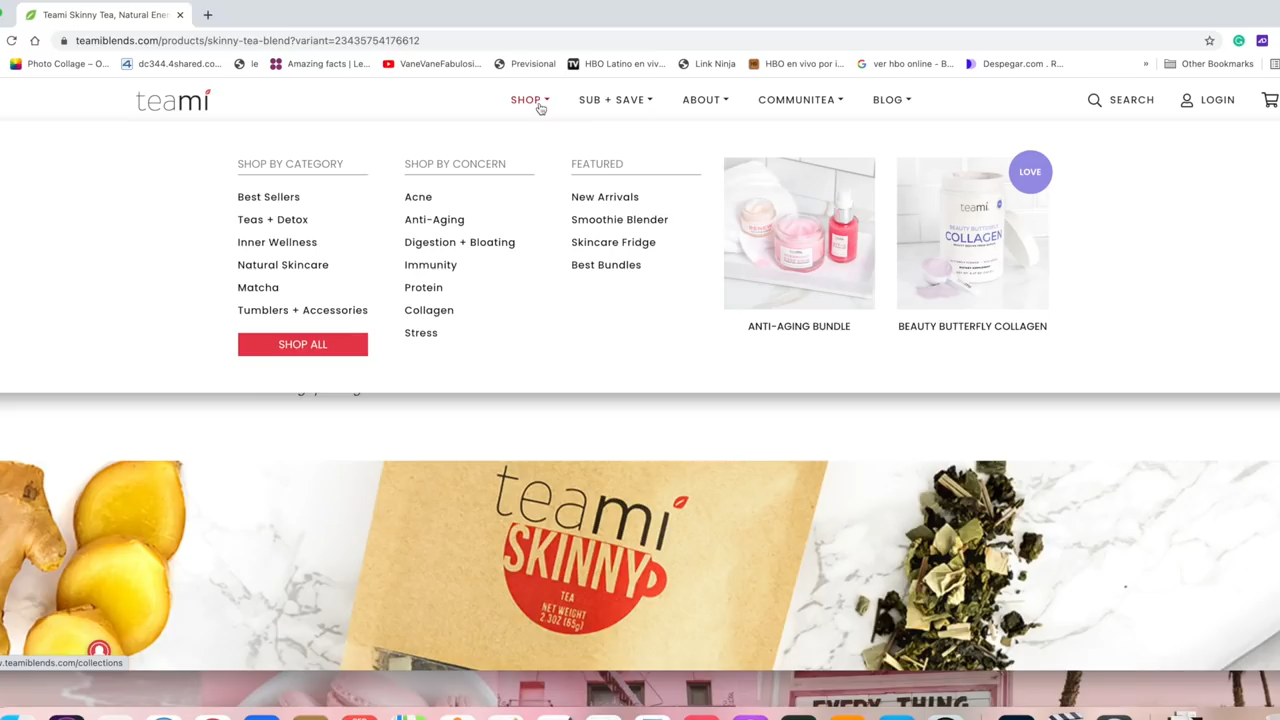 Teami Skinny Tea, Natural Ener
teamiblends.com/products/skinny-tea-blend?variant=23435754176612
Photo Collage – O...
dc344.4shared.co...
le
Amazing facts | Le...
VaneVaneFabulosi...
Previsional
HBO Latino en viv...
Link Ninja
HBO en vivo por i...
ver hbo online - B...
Despegar.com . R...
»
Other Bookmarks
teami
SHOP
SUB + SAVE
ABOUT
COMMUNITEA
BLOG
SEARCH
LOGIN
SHOP BY CATEGORY
Best Sellers
Teas + Detox
Inner Wellness
Natural Skincare
Matcha
Tumblers + Accessories
SHOP ALL
SHOP BY CONCERN
Acne
Anti-Aging
Digestion + Bloating
Immunity
Protein
Collagen
Stress
FEATURED
New Arrivals
Smoothie Blender
Skincare Fridge
Best Bundles
ANTI-AGING BUNDLE
LOVE
teami
BEAUTY BUTTERFLY
COLLAGEN
BEAUTY BUTTERFLY COLLAGEN
teami
SKINNY
TEA
NET WEIGHT
2.3OZ (65g)
w.teamiblends.com/collections
EVERY THING